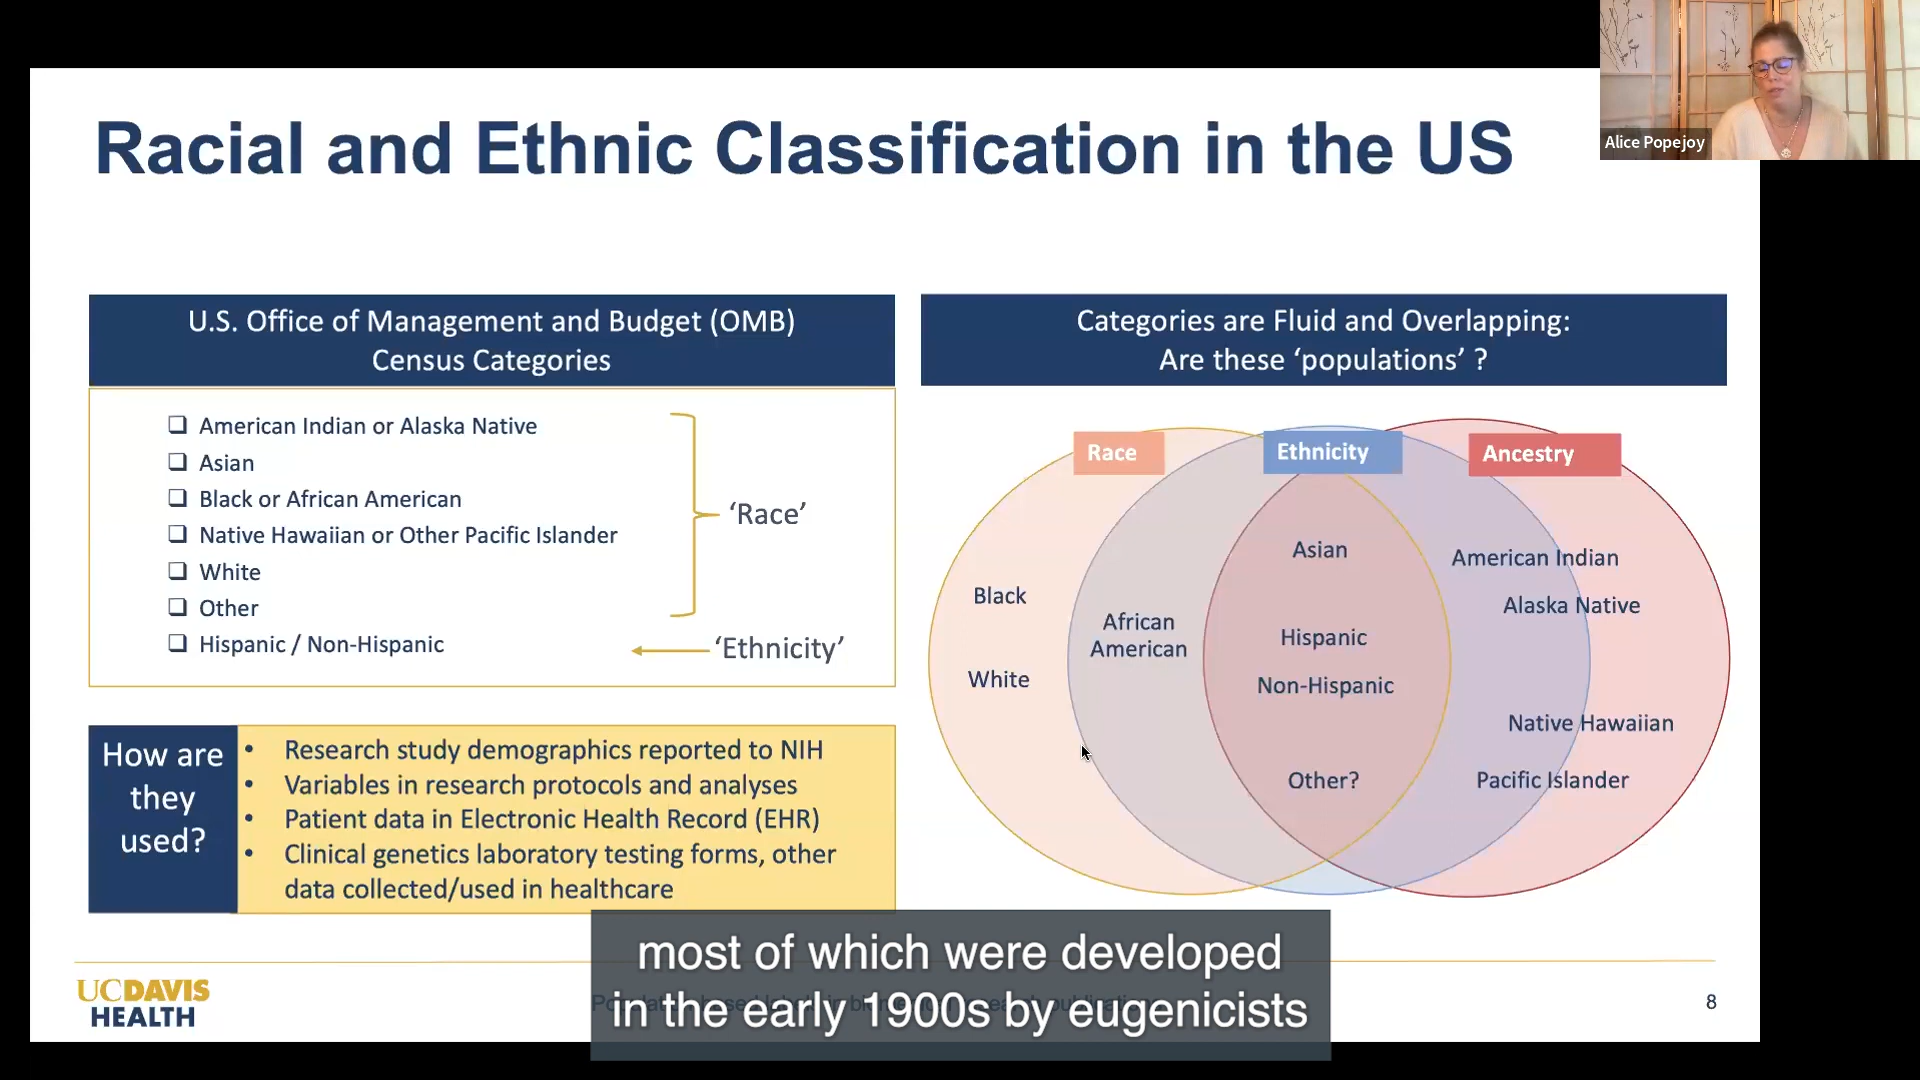 Racial and Ethnic Classification in the US
Alice Popejoy
U.S. Office of Management and Budget (OMB)
Census Categories
American Indian or Alaska Native
Asian
Black or African American
Native Hawaiian or Other Pacific Islander
White
Other
Hispanic / Non-Hispanic
‘Race’
‘Ethnicity’
How are
they
used?
• Research study demographics reported to NIH
• Variables in research protocols and analyses
• Patient data in Electronic Health Record (EHR)
• Clinical genetics laboratory testing forms, other
data collected/used in healthcare
Categories are Fluid and Overlapping:
Are these ‘populations’ ?
Race
Ethnicity
Ancestry
Black
White
African
American
Asian
Hispanic
Non-Hispanic
Other?
American Indian
Alaska Native
Native Hawaiian
Pacific Islander
most of which were developed
in the early 1900s by eugenicists
UCDAVIS
HEALTH
8